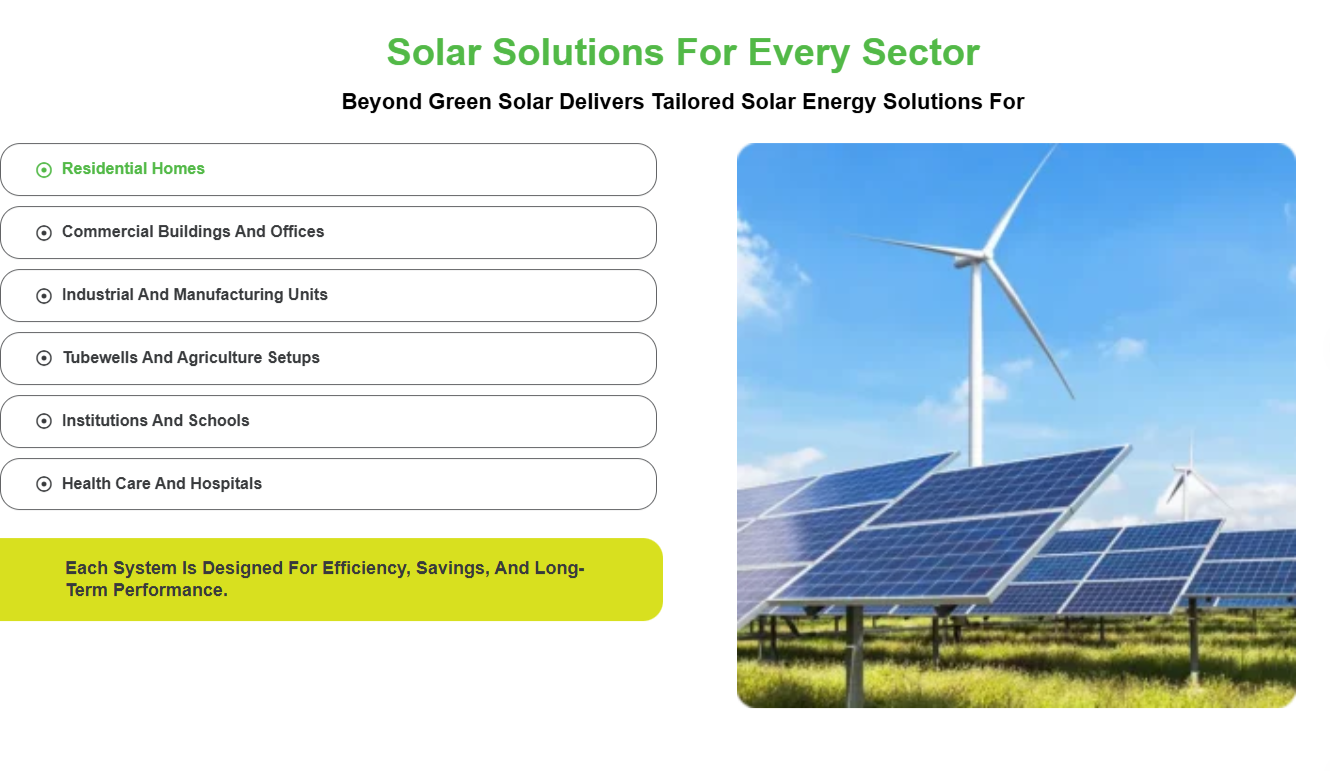 Solar Solutions For Every Sector
Beyond Green Solar Delivers Tailored Solar Energy Solutions For
Residential Homes
Commercial Buildings And Offices
Industrial And Manufacturing Units
Tubewells And Agriculture Setups
Institutions And Schools
Health Care And Hospitals
Each System Is Designed For Efficiency, Savings, And Long-
Term Performance.